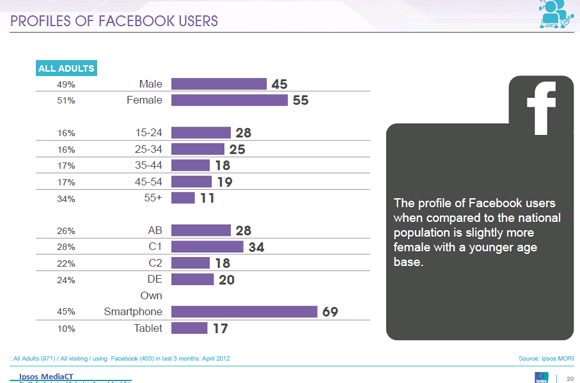 PROFILES OF FACEBOOK USERS
ALL ADULTS
49% Male 45
51% Female 55
16% 15-24 28
16% 25-34 25
17% 35-44 18
17% 45-54 19
34% 55+ 11
26% AB 28
28% C1 34
22% C2 18
24% DE 20
Own
45% Smartphone 69
10% Tablet 17
f
The profile of Facebook users
when compared to the national
population is slightly more
female with a younger age
base.
: All Adults (971) / All visiting / using Facebook (403) in last 3 months: April 2012
Source: Ipsos MORI
Ipsos MediaCT
20